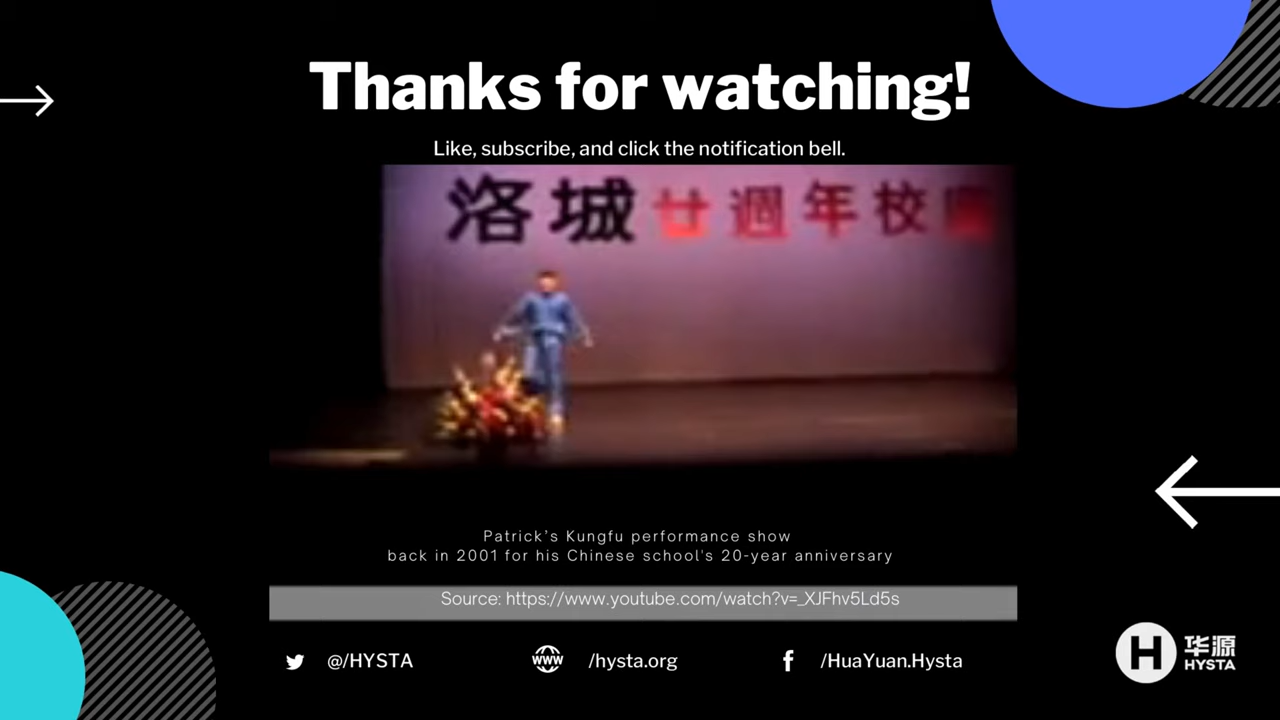 Thanks for watching!
Like, subscribe, and click the notification bell.
洛城廿週年校慶
Patrick's Kungfu performance show
back in 2001 for his Chinese school's 20-year anniversary
Source: https://www.youtube.com/watch?v=_XJFhv5Ld5s
@/HYSTA
WWW
/hysta.org
/HuaYuan.Hysta
H 华源
HYSTA